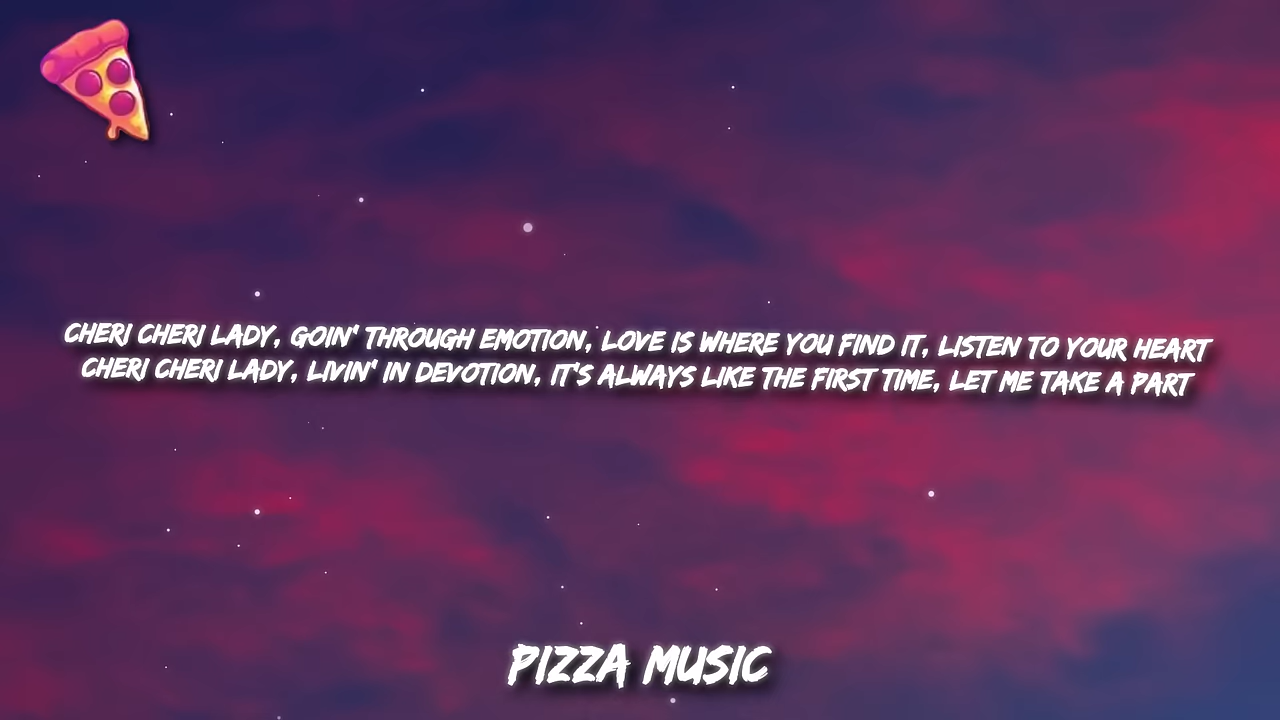 CHERI CHERI LADY, GOIN' THROUGH EMOTION, LOVE IS WHERE YOU FIND IT, LISTEN TO YOUR HEART
CHERI CHERI LADY, LIVIN' IN DEVOTION, IT'S ALWAYS LIKE THE FIRST TIME, LET ME TAKE A PART
PIZZA MUSIC